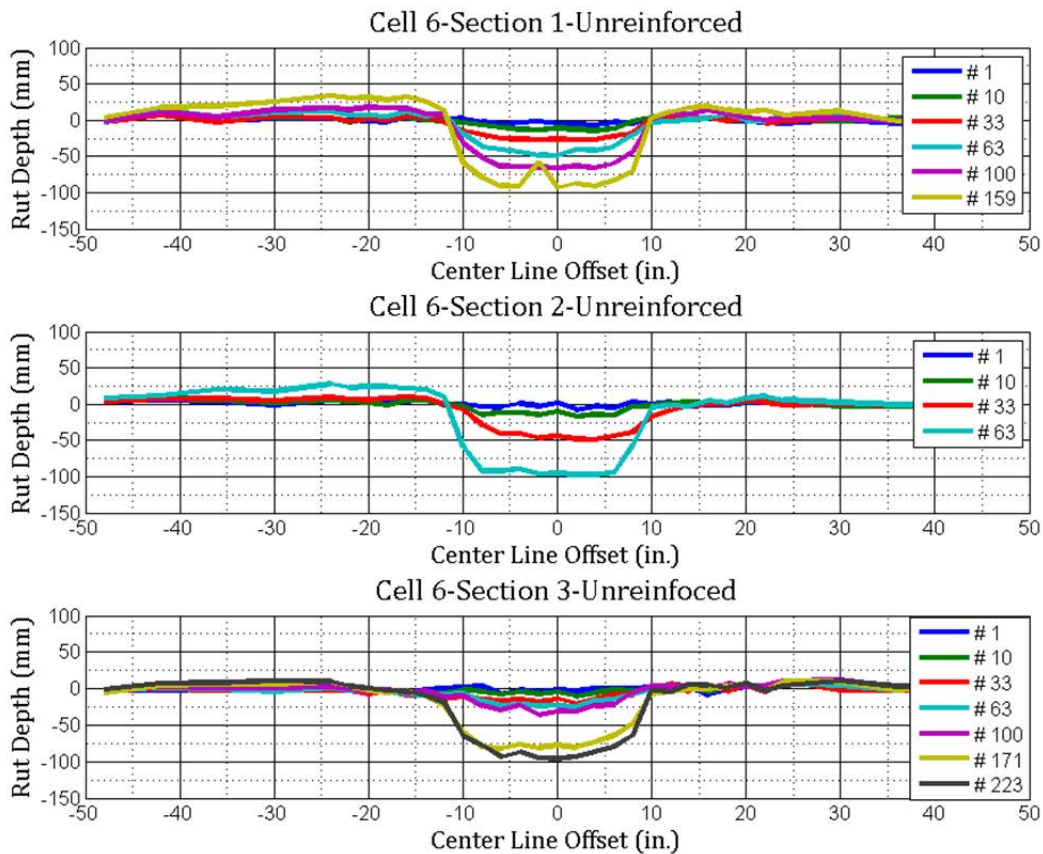 Cell 6-Section 1-Unreinforced
Rut Depth (mm)
100
50
0
-50
-100
-150
-50 -40 -30 -20 -10 0 10 20 30 40 50
Center Line Offset (in.)
# 1
# 10
# 33
# 63
# 100
# 159
Cell 6-Section 2-Unreinforced
Rut Depth (mm)
100
50
0
-50
-100
-150
-50 -40 -30 -20 -10 0 10 20 30 40 50
Center Line Offset (in.)
# 1
# 10
# 33
# 63
Cell 6-Section 3-Unreinfoced
Rut Depth (mm)
100
50
0
-50
-100
-150
-50 -40 -30 -20 -10 0 10 20 30 40 50
Center Line Offset (in.)
# 1
# 10
# 33
# 63
# 100
# 171
# 223